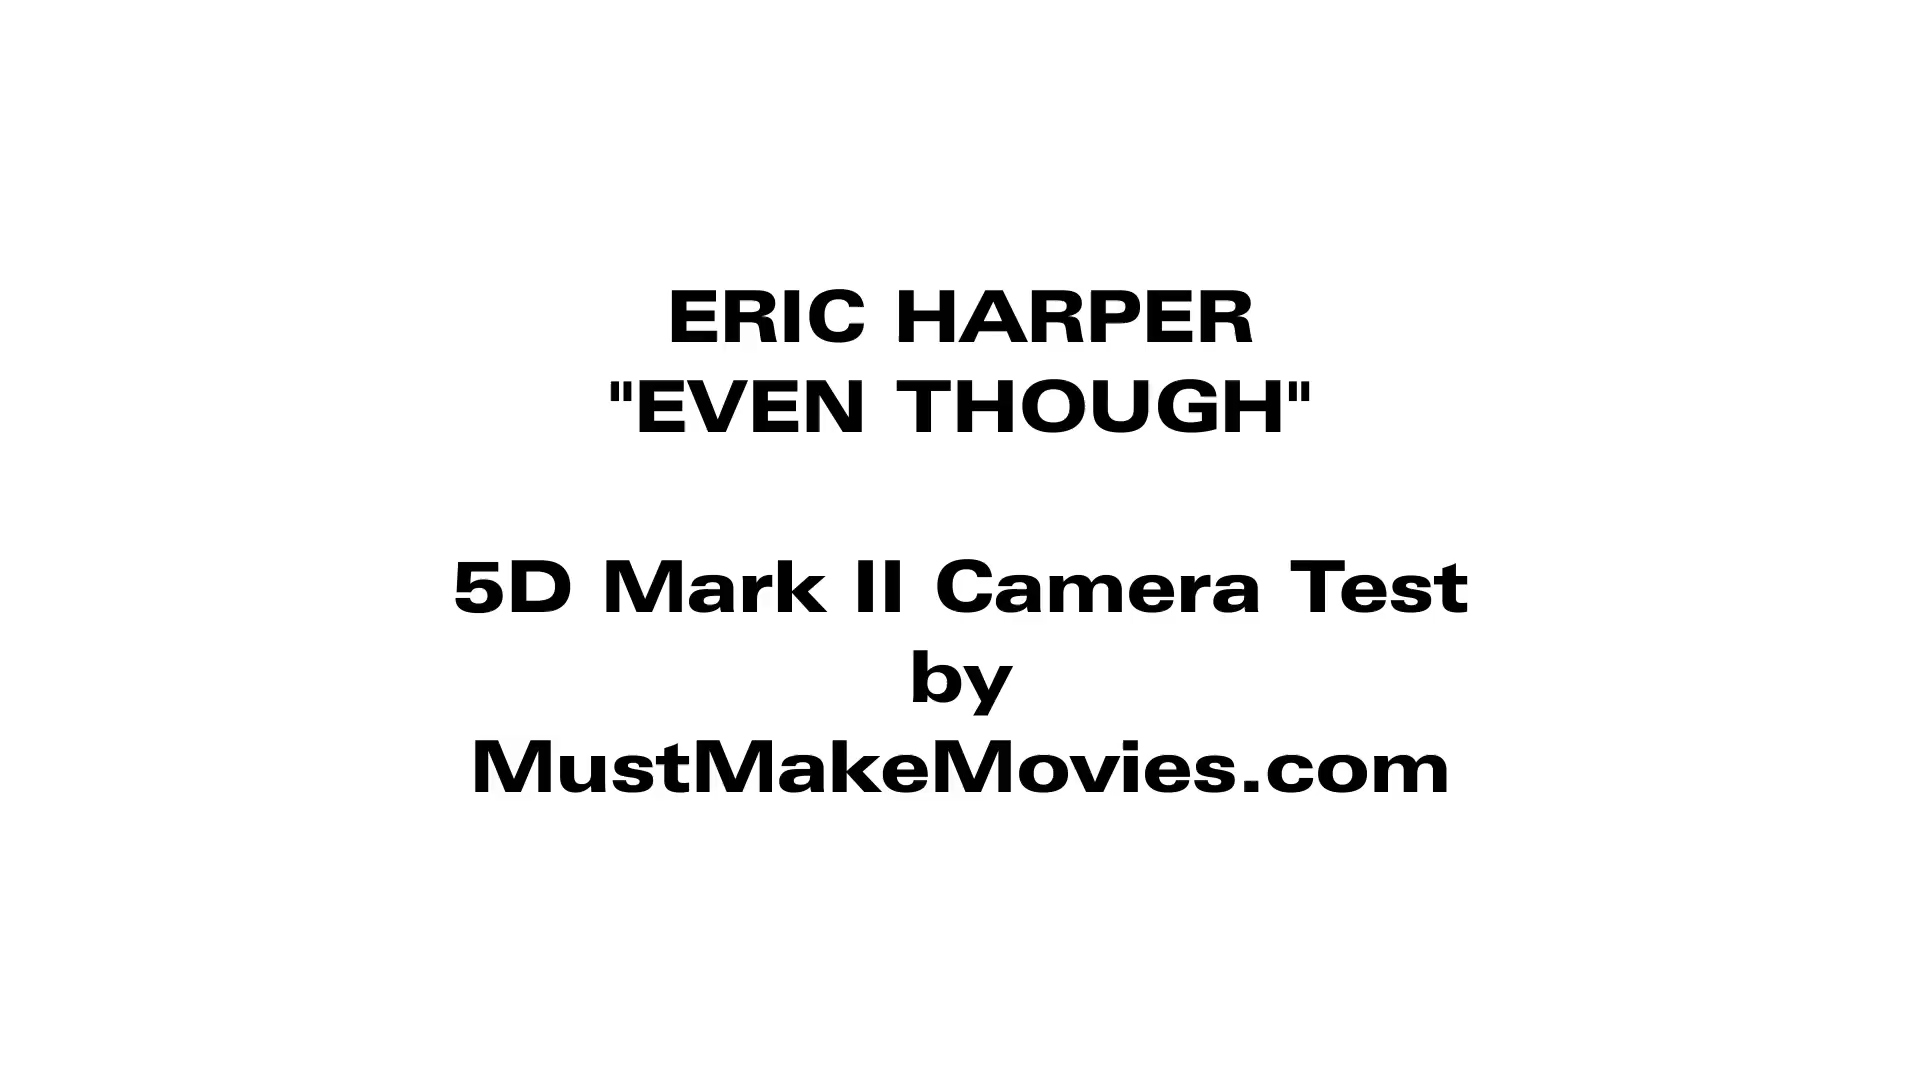 ERIC HARPER
"EVEN THOUGH"
5D Mark II Camera Test
by
MustMakeMovies.com